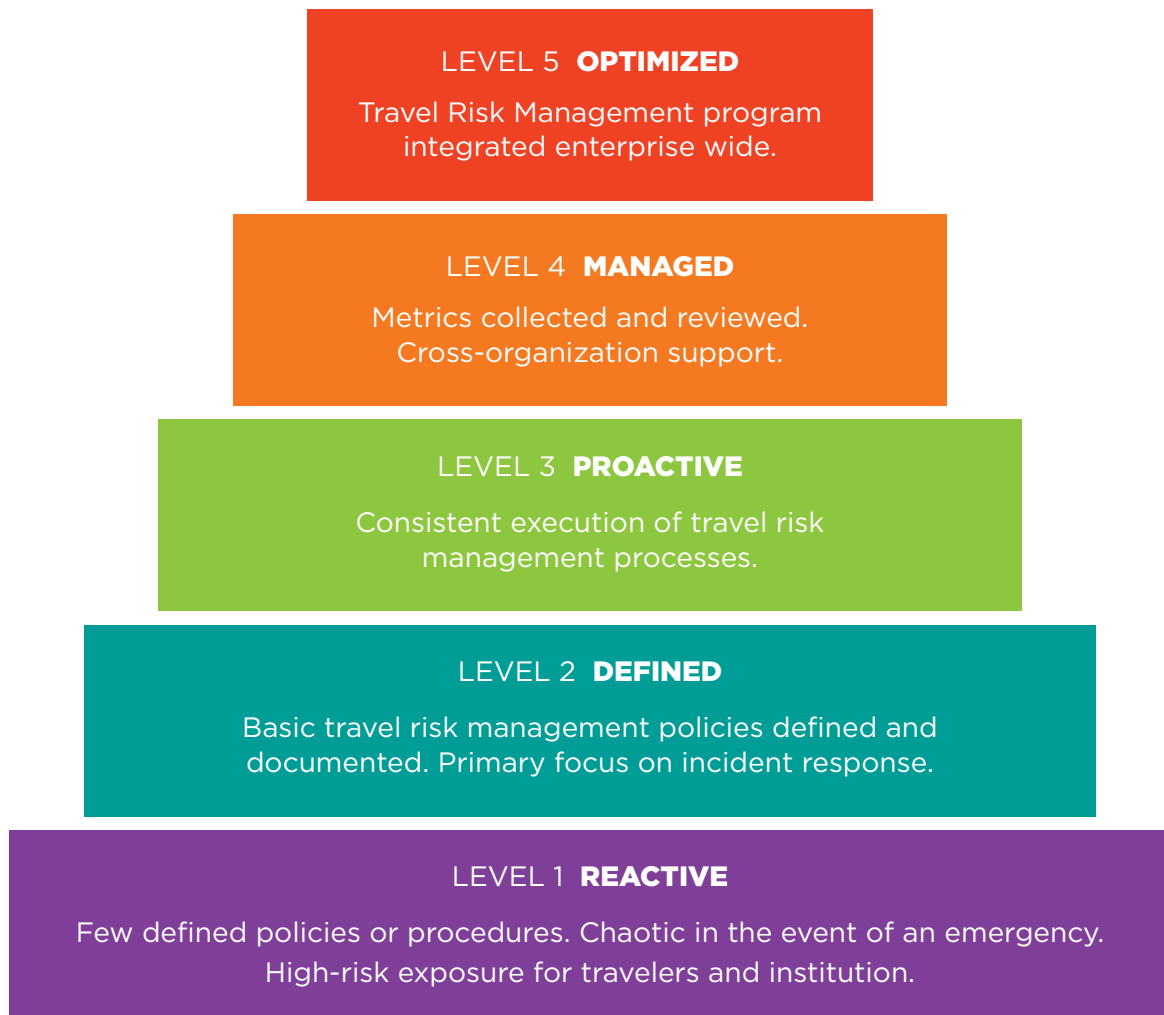 LEVEL 5 OPTIMIZED
Travel Risk Management program
integrated enterprise wide.
LEVEL 4 MANAGED
Metrics collected and reviewed.
Cross-organization support.
LEVEL 3 PROACTIVE
Consistent execution of travel risk
management processes.
LEVEL 2 DEFINED
Basic travel risk management policies defined and
documented. Primary focus on incident response.
LEVEL 1 REACTIVE
Few defined policies or procedures. Chaotic in the event of an emergency.
High-risk exposure for travelers and institution.